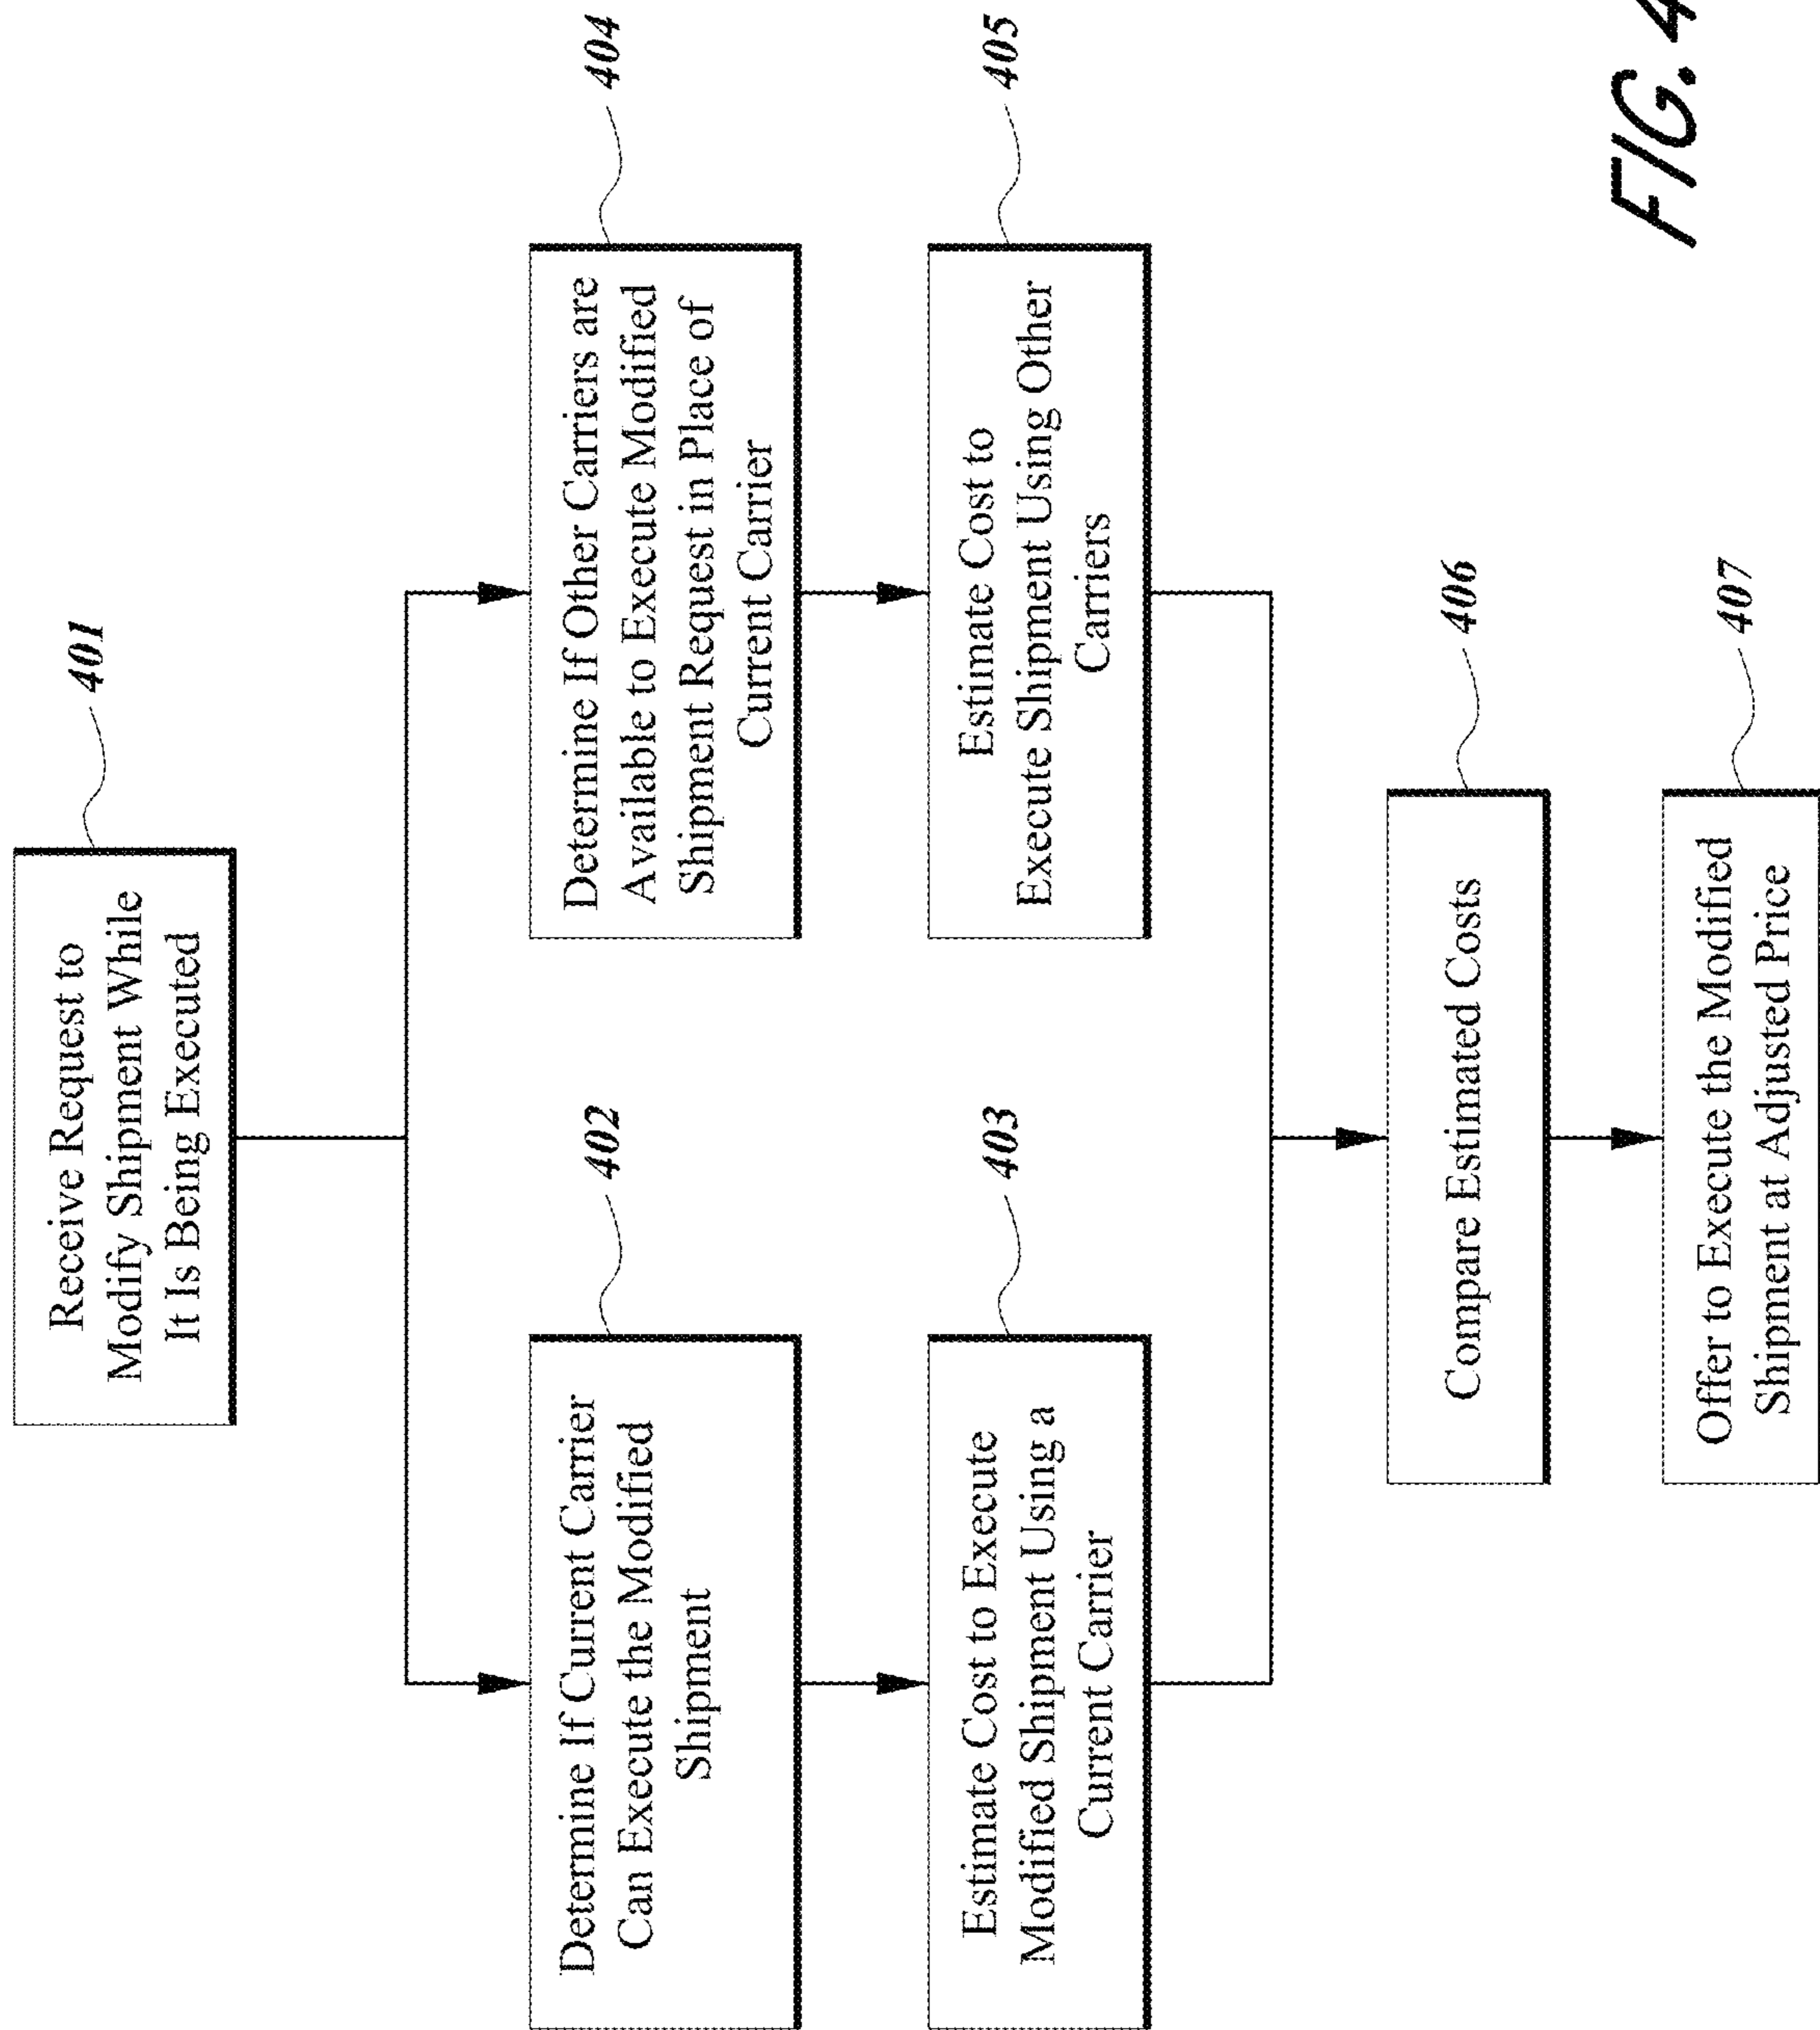 Receive Request to
Modify Shipment While
It Is Being Executed
401
Determine If Current Carrier
Can Execute the Modified
Shipment
402
Estimate Cost to Execute
Modified Shipment Using a
Current Carrier
403
Determine If Other Carriers are
Available to Execute Modified
Shipment Request in Place of
Current Carrier
404
Estimate Cost to
Execute Shipment Using Other
Carriers
405
Compare Estimated Costs
406
Offer to Execute the Modified
Shipment at Adjusted Price
407
FIG. 4